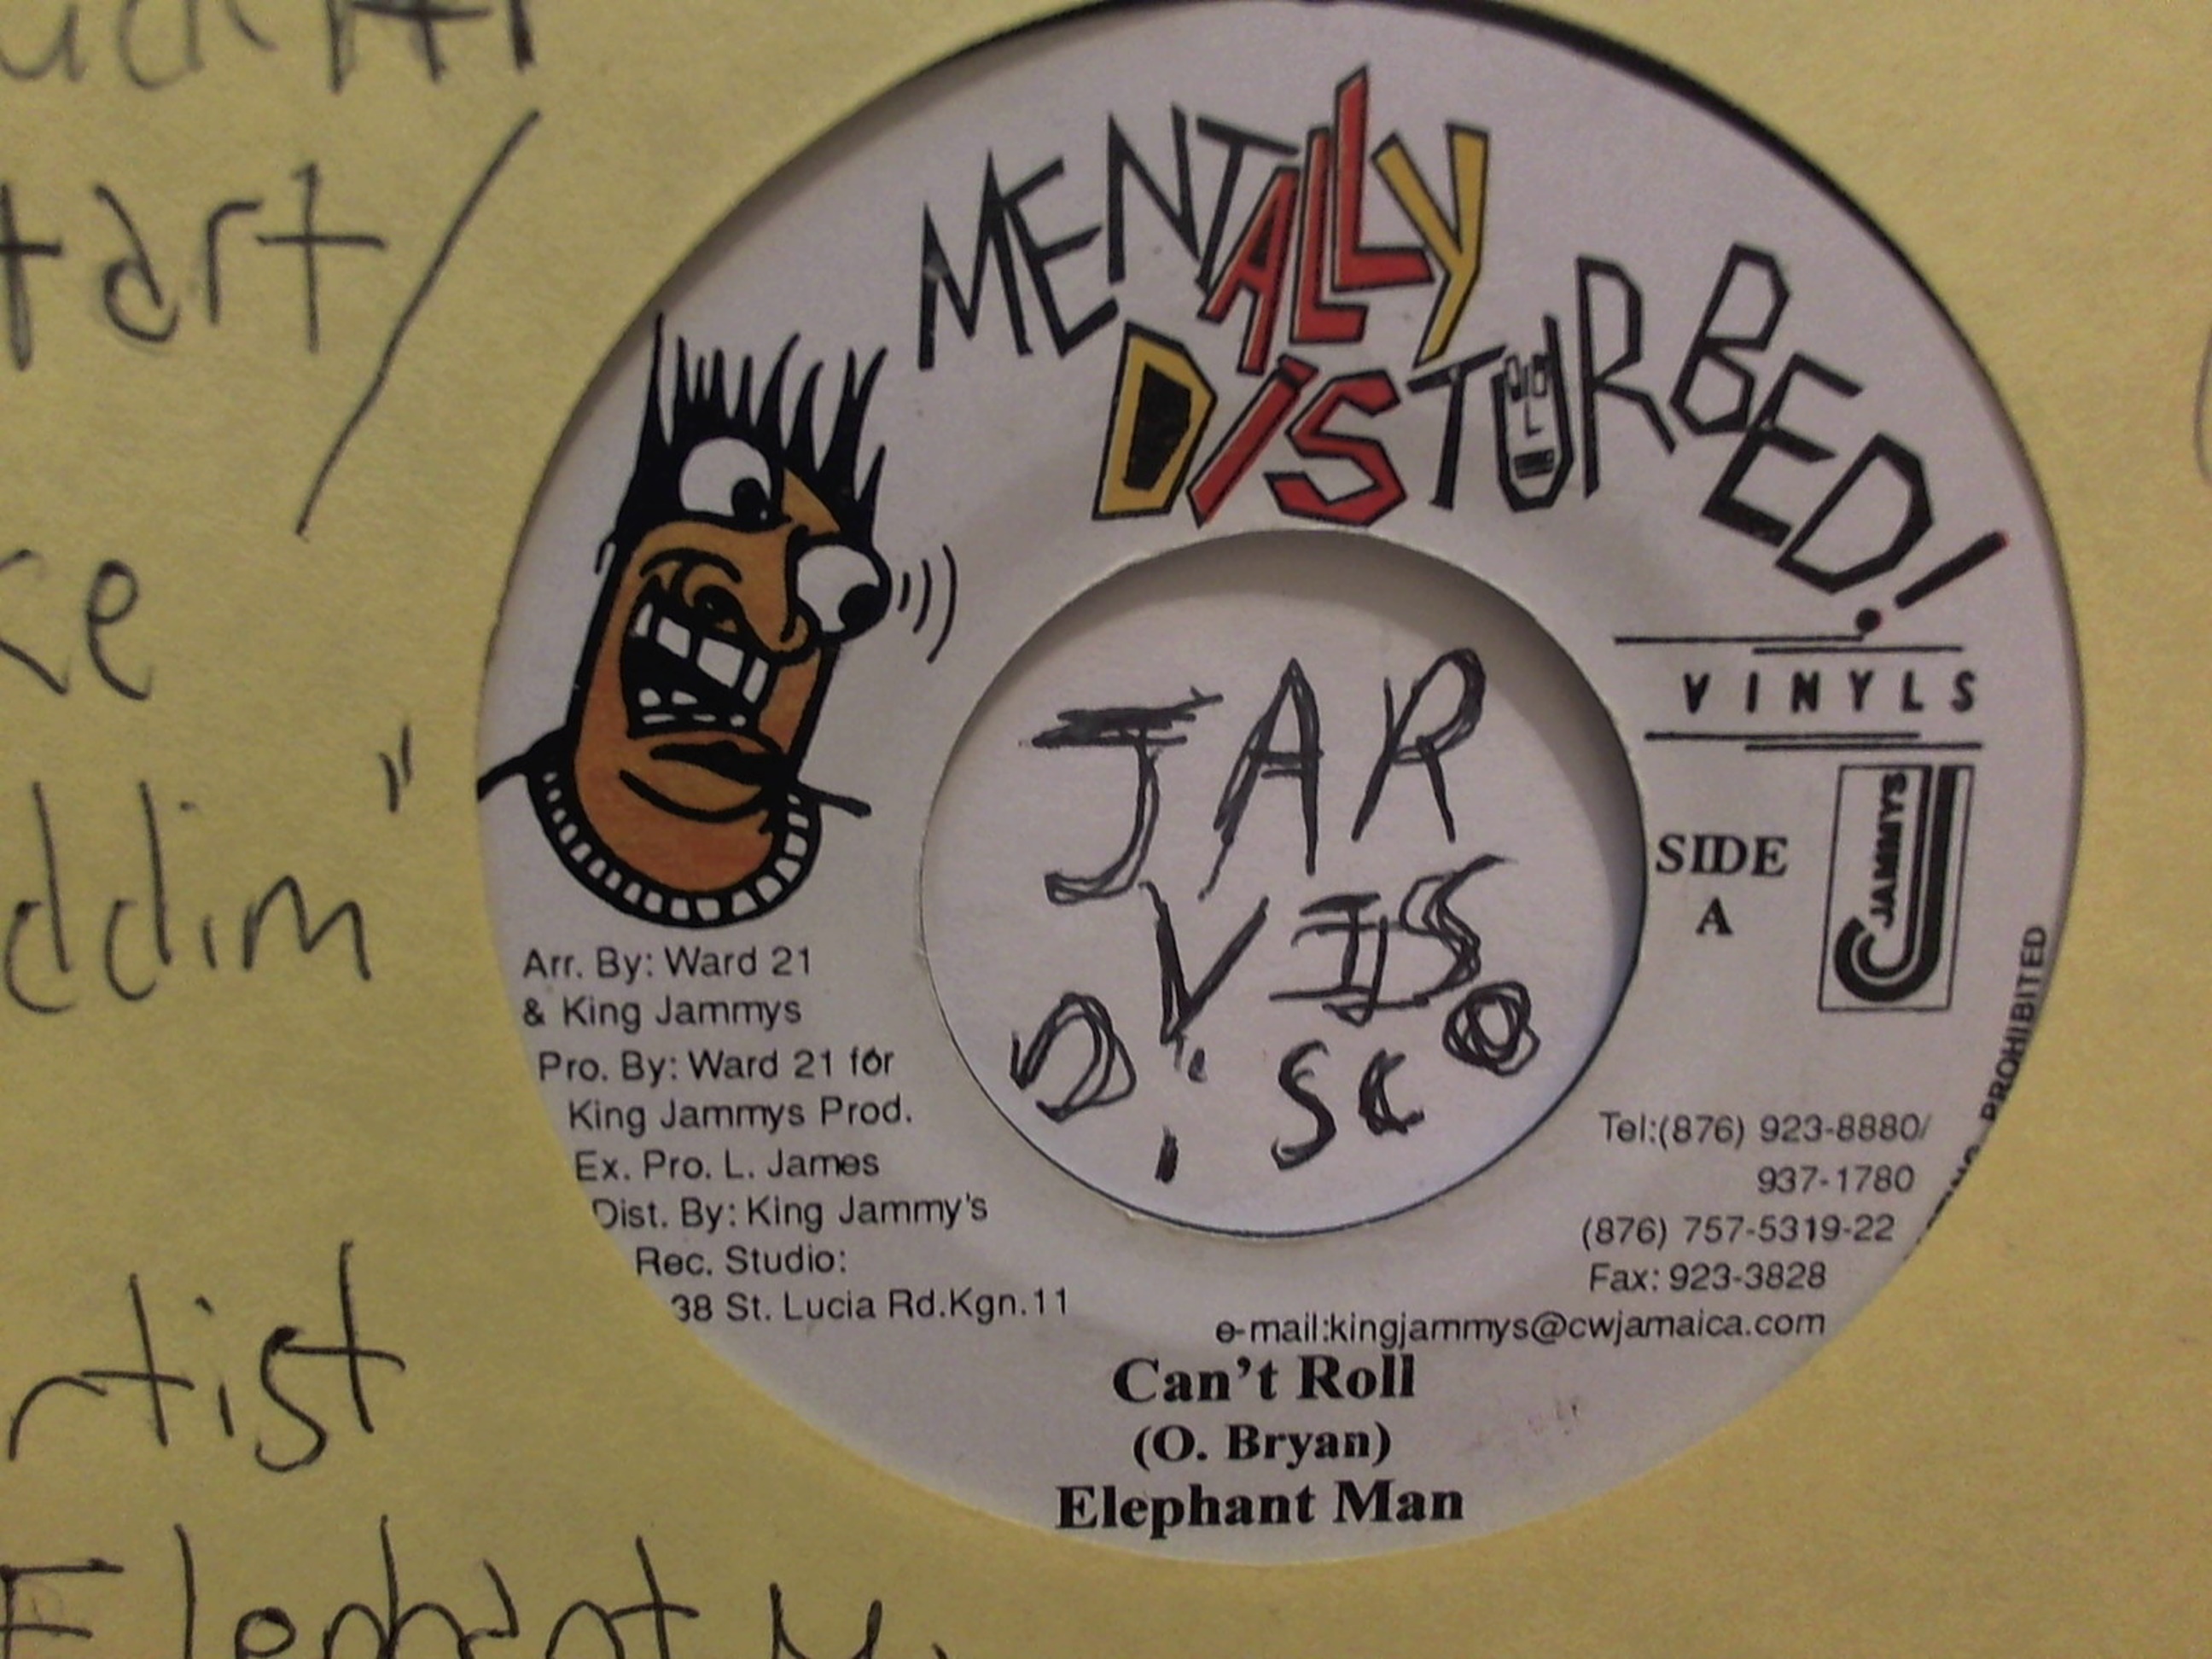 MENTALLY
DISTURBED!
VINYLS
JAMMYS
SIDE
A
JAR
VIS
DISCO
Arr. By: Ward 21
& King Jammys
Pro. By: Ward 21 for
King Jammys Prod.
Ex. Pro. L. James
Dist. By: King Jammy's
Rec. Studio:
38 St. Lucia Rd.Kgn.11
Tel:(876) 923-8880/
937-1780
(876) 757-5319-22
Fax: 923-3828
e-mail:kingjammys@cwjamaica.com
PROHIBITED
Can't Roll
(O. Bryan)
Elephant Man
tart/
ke
ddim"
rtist
Elephant